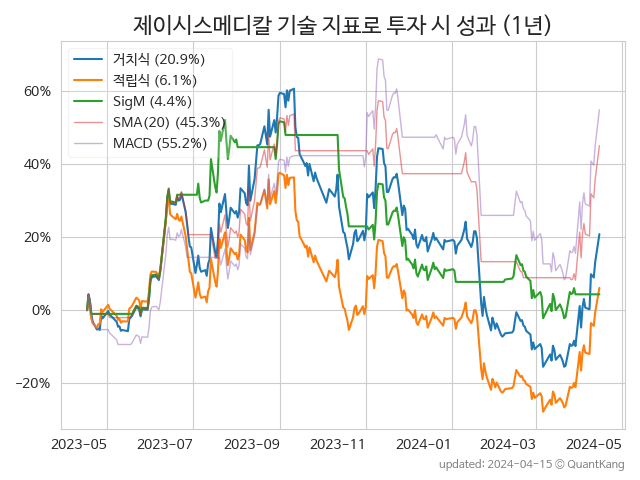 제이시스메디칼 기술 지표로 투자 시 성과 (1년)
거치식 (20.9%)
적립식 (6.1%)
SigM (4.4%)
SMA(20) (45.3%)
MACD (55.2%)
60%
40%
20%
0%
−20%
2023-05 2023-07 2023-09 2023-11 2024-01 2024-03 2024-05
updated: 2024-04-15 © QuantKang